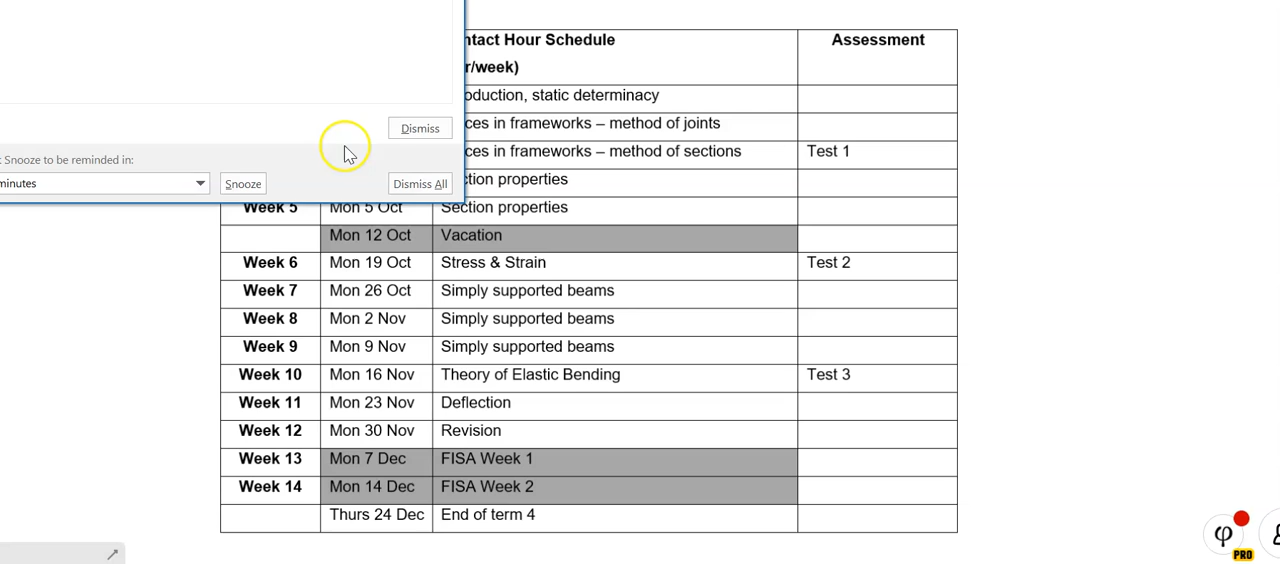 ntact Hour Schedule Assessment
r/week)
oduction, static determinacy
Dismiss
ces in frameworks – method of joints
ces in frameworks – method of sections Test 1
Snooze to be reminded in:
minutes Snooze Dismiss All
ction properties
Week 5 Mon 5 Oct Section properties
Mon 12 Oct Vacation
Week 6 Mon 19 Oct Stress & Strain Test 2
Week 7 Mon 26 Oct Simply supported beams
Week 8 Mon 2 Nov Simply supported beams
Week 9 Mon 9 Nov Simply supported beams
Week 10 Mon 16 Nov Theory of Elastic Bending Test 3
Week 11 Mon 23 Nov Deflection
Week 12 Mon 30 Nov Revision
Week 13 Mon 7 Dec FISA Week 1
Week 14 Mon 14 Dec FISA Week 2
Thurs 24 Dec End of term 4
φ
PRO